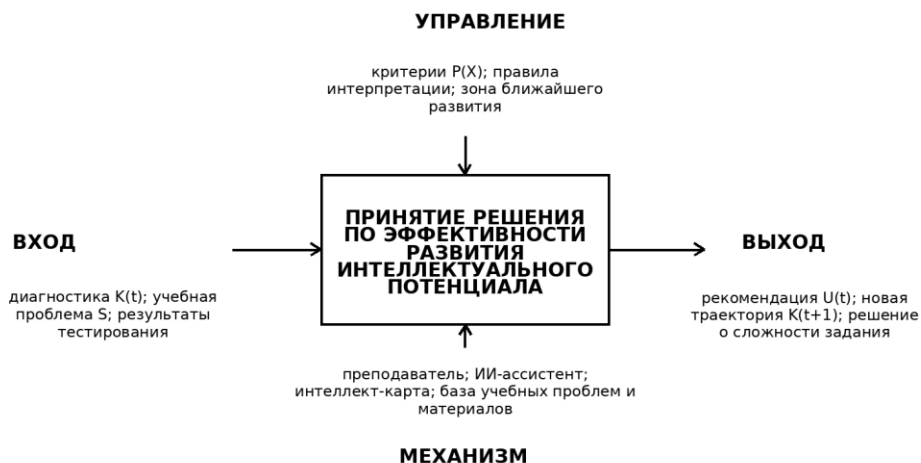 УПРАВЛЕНИЕ
критерии P(X); правила
интерпретации; зона ближайшего
развития
ПРИНЯТИЕ РЕШЕНИЯ
ПО ЭФФЕКТИВНОСТИ
РАЗВИТИЯ
ИНТЕЛЛЕКТУАЛЬНОГО
ПОТЕНЦИАЛА
ВХОД
диагностика K(t); учебная
проблема S; результаты
тестирования
ВЫХОД
рекомендация U(t); новая
траектория K(t+1); решение
о сложности задания
преподаватель; ИИ-ассистент;
интеллект-карта; база учебных проблем и
материалов
МЕХАНИЗМ